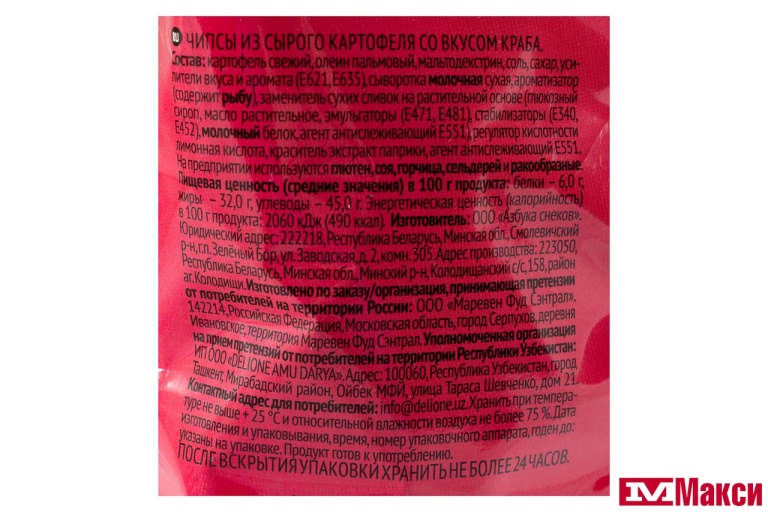 RU ЧИПСЫ ИЗ СЫРОГО КАРТОФЕЛЯ СО ВКУСОМ КРАБА.
Состав: картофель свежий, олеин пальмовый, мальтодекстрин, соль, сахар, уси-
лители вкуса и аромата (Е621, Е635), сыворотка молочная сухая, ароматизатор
(содержит рыбу), заменитель сухих сливок на растительной основе (глюкозный
сироп, масло растительное, эмульгаторы (Е471, Е481), стабилизаторы (Е340,
Е452), молочный белок, агент антислеживающий Е551), регулятор кислотности
лимонная кислота, краситель экстракт паприки, агент антислеживающий Е551.
На предприятии используются глютен, соя, горчица, сельдерей и ракообразные.
Пищевая ценность (средние значения) в 100 г продукта: белки – 6,0 г,
жиры – 32,0 г, углеводы – 45,0 г. Энергетическая ценность (калорийность)
в 100 г продукта: 2060 кДж (490 ккал). Изготовитель: ООО «Азбука снеков».
Юридический адрес: 222218, Республика Беларусь, Минская обл., Смолевичский
р-н, г.п. Зелёный Бор, ул. Заводская, д. 2, комн. 305. Адрес производства: 223050,
Республика Беларусь, Минская обл., Минский р-н, Колодищанский с/с, 158, район
аг. Колодищи. Изготовлено по заказу/организация, принимающая претензии
от потребителей на территории России: ООО «Маревен Фуд Сэнтрал».
142214, Российская Федерация, Московская область, город Серпухов, деревня
Ивановское, территория Маревен Фуд Сэнтрал. Уполномоченная организация
на прием претензий от потребителей на территории Республики Узбекистан:
ИП ООО «DELIONE AMU DARYA». Адрес: 100060, Республика Узбекистан, город
Ташкент, Мирабадский район, Ойбек МФЙ, улица Тараса Шевченко, дом 21.
Контактный адрес для потребителей: info@delione.uz. Хранить при темпера-
туре не выше + 25 °С и относительной влажности воздуха не более 75 %. Дата
изготовления и упаковывания, время, номер упаковочного аппарата, годен до:
указаны на упаковке. Продукт готов к употреблению.
ПОСЛЕ ВСКРЫТИЯ УПАКОВКИ ХРАНИТЬ НЕ БОЛЕЕ 24 ЧАСОВ.
М Макси